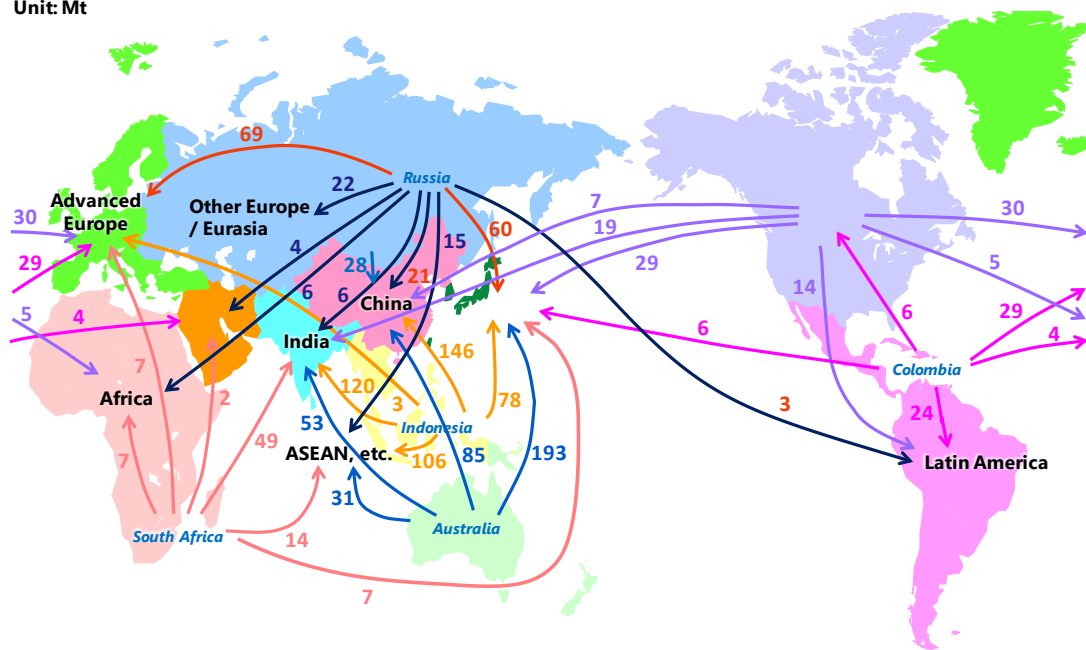 Unit: Mt
69
Russia
Advanced
Europe
22
Other Europe
/ Eurasia
7
30
30
60
19
15
4
29
29
28
21
5
6
6
China
14
5
4
India
6
29
6
146
4
7
Colombia
120
2
Africa
3
78
3
24
53
Indonesia
49
ASEAN, etc.
106
85
193
7
Latin America
31
South Africa
Australia
14
7